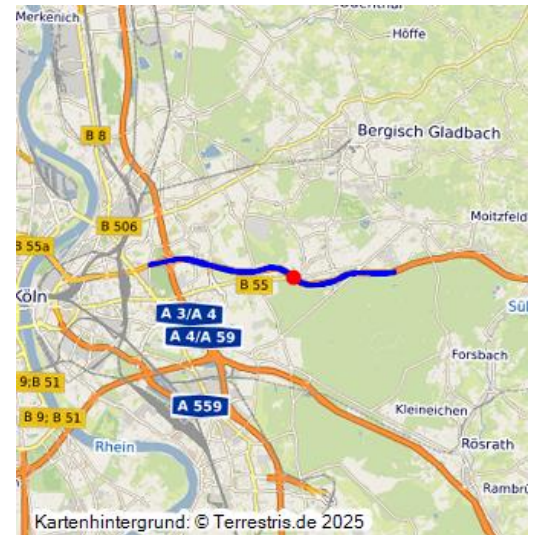 Merkenich
Höffe
B 8
Bergisch Gladbach
B 506
Moitzfeld
B 55a
B 55
Köln
A 3/A 4
A 4/A 59
Forsbach
9;B 51
A 559
Kleineichen
B 9; B 51
Rhein
Rösrath
Kartenhintergrund: © Terrestris.de 2025